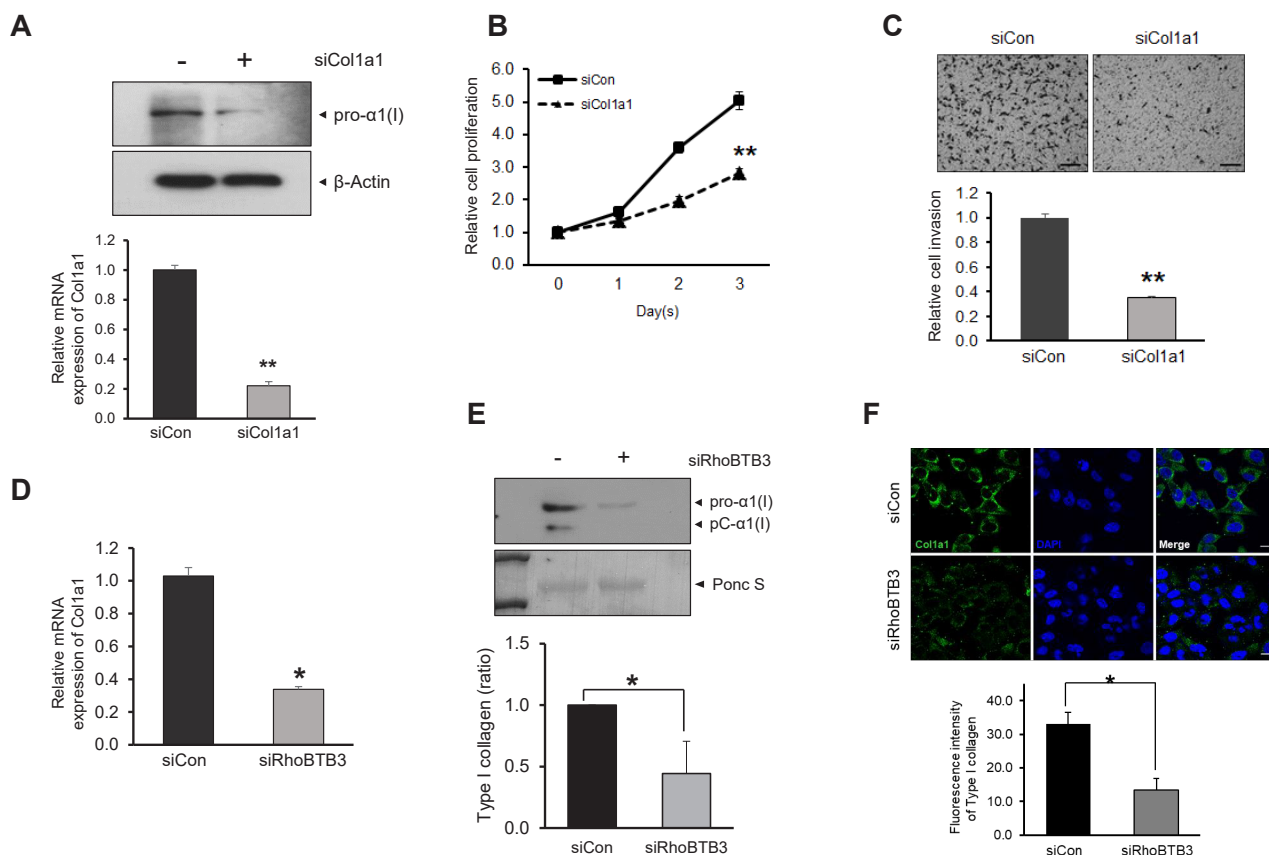 A
- + siCol1a1
pro-α1(I)
β-Actin
Relative mRNA
expression of Col1a1
1.2
1.0
0.8
0.6
0.4
0.2
0.0
**
siCon siCol1a1
B
Relative cell proliferation
6.0
5.0
4.0
3.0
2.0
1.0
0.0
siCon
siCol1a1
**
0 1 2 3
Day(s)
C
siCon siCol1a1
Relative cell invasion
1.2
1.0
0.8
0.6
0.4
0.2
0.0
**
siCon siCol1a1
D
Relative mRNA
expression of Col1a1
1.2
1.0
0.8
0.6
0.4
0.2
0.0
*
siCon siRhoBTB3
E
- + siRhoBTB3
pro-α1(I)
pC-α1(I)
Ponc S
Type I collagen (ratio)
1.5
1.0
0.5
0.0
*
siCon siRhoBTB3
F
siCon
Col1a1 DAPI Merge
siRhoBTB3
Fluorescence intensity
of Type I collagen
40.0
30.0
20.0
10.0
0.0
*
siCon siRhoBTB3